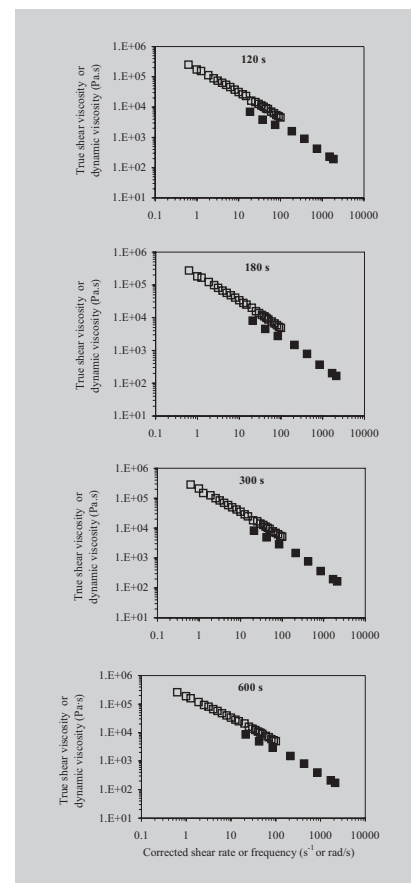 True shear viscosity or
dynamic viscosity (Pa.s)
1.E+06
1.E+05
1.E+04
1.E+03
1.E+02
1.E+01
120 s
0.1 1 10 100 1000 10000
True shear viscosity or
dynamic viscosity (Pa.s)
1.E+06
1.E+05
1.E+04
1.E+03
1.E+02
1.E+01
180 s
0.1 1 10 100 1000 10000
True shear viscosity or
dynamic viscosity (Pa.s)
1.E+06
1.E+05
1.E+04
1.E+03
1.E+02
1.E+01
300 s
0.1 1 10 100 1000 10000
True shear viscosity or
dynamic viscosity (Pa·s)
1.E+06
1.E+05
1.E+04
1.E+03
1.E+02
1.E+01
600 s
0.1 1 10 100 1000 10000
Corrected shear rate or frequency (s⁻¹ or rad/s)